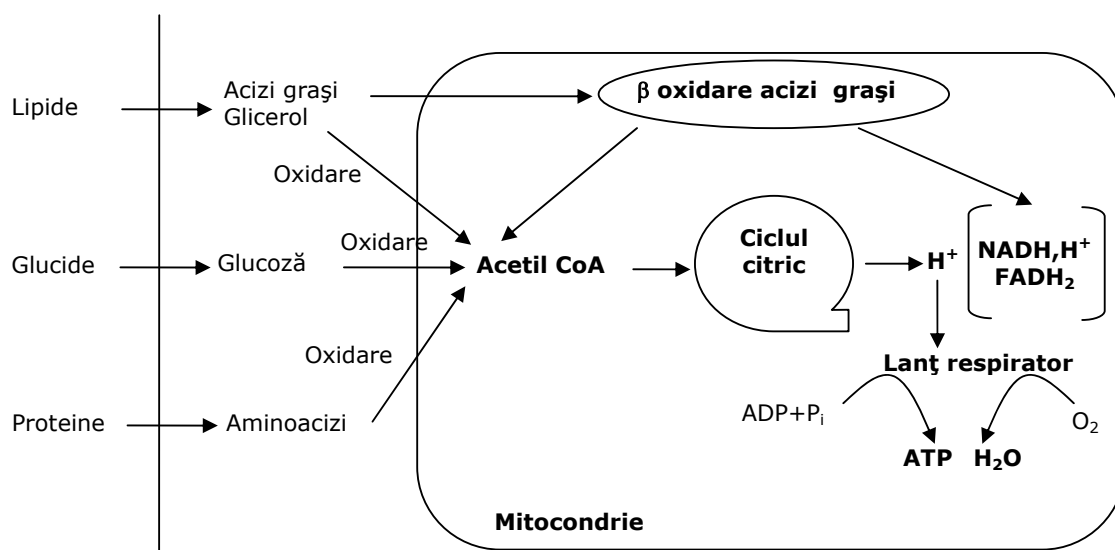 Lipide
Acizi graşi
Glicerol
β oxidare acizi graşi
Oxidare
Glucide
Glucoză
Oxidare
Acetil CoA
Ciclul
citric
H⁺
NADH,H⁺
FADH₂
Oxidare
Lanţ respirator
Proteine
Aminoacizi
ADP+Pᵢ
O₂
ATP
H₂O
Mitocondrie